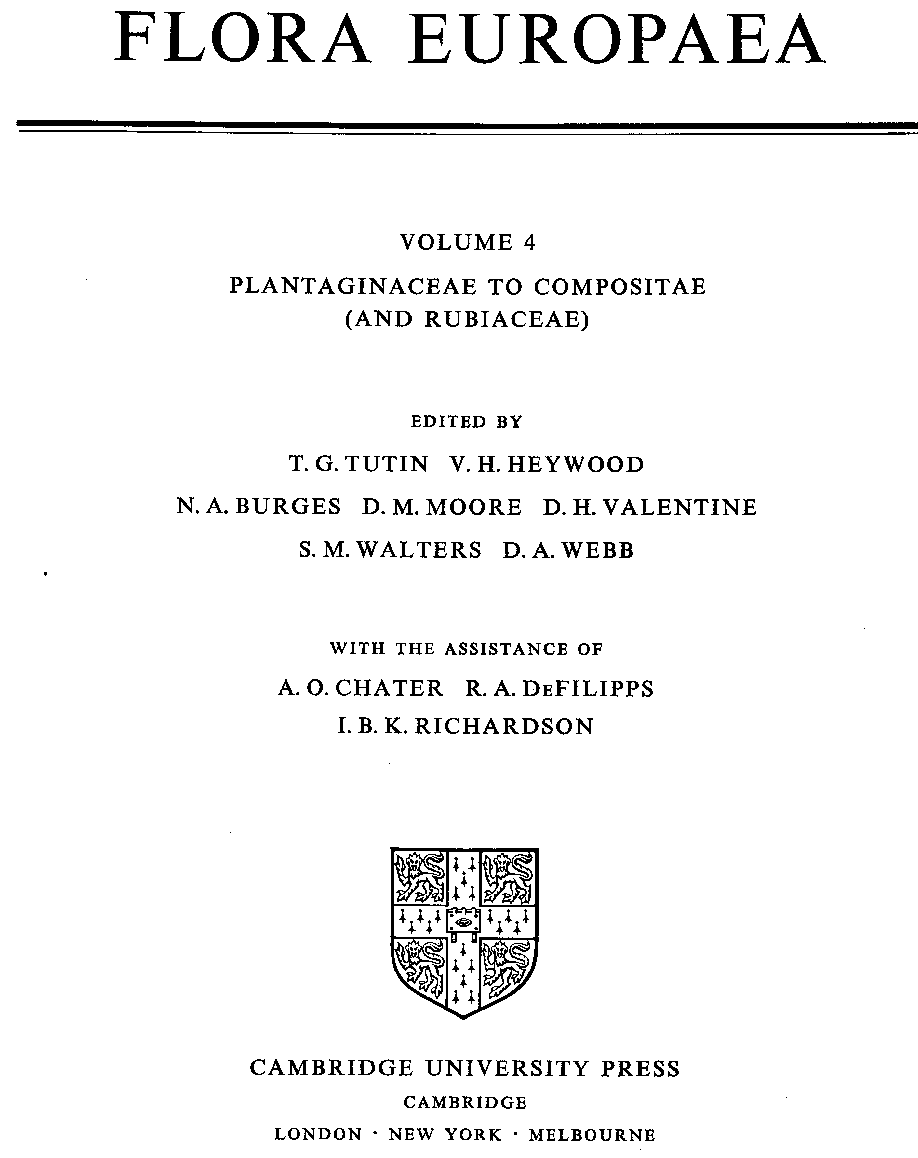 FLORA EUROPAEA
VOLUME 4
PLANTAGINACEAE TO COMPOSITAE
(AND RUBIACEAE)
EDITED BY
T. G. TUTIN V. H. HEYWOOD
N. A. BURGES D. M. MOORE D. H. VALENTINE
S. M. WALTERS D. A. WEBB
WITH THE ASSISTANCE OF
A. O. CHATER R. A. DeFILIPPS
I. B. K. RICHARDSON
CAMBRIDGE UNIVERSITY PRESS
CAMBRIDGE
LONDON · NEW YORK · MELBOURNE